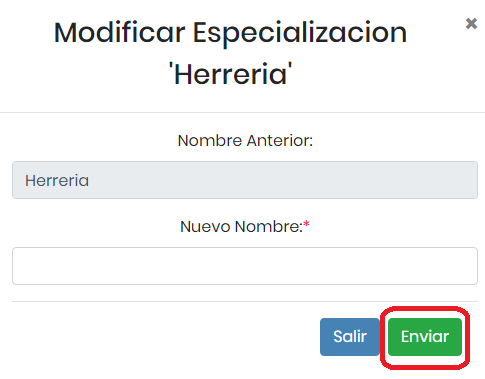 Modificar Especializacion
'Herreria'
×
Nombre Anterior:
Herreria
Nuevo Nombre:*
Salir
Enviar